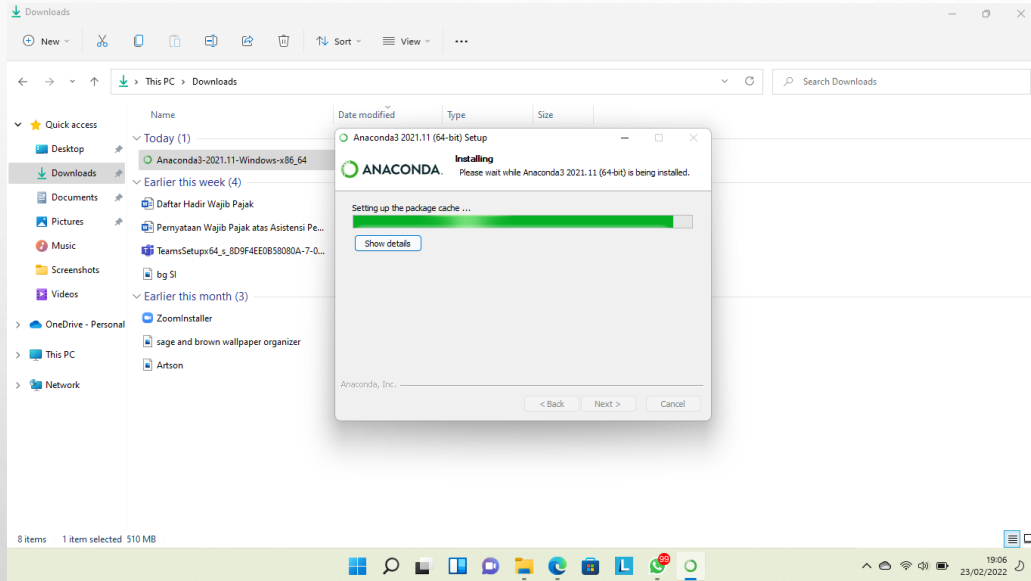 Downloads
New
Sort
View
This PC > Downloads
Search Downloads
Name
Date modified
Type
Size
Quick access
Desktop
Downloads
Documents
Pictures
Music
Screenshots
Videos
OneDrive - Personal
This PC
Network
Today (1)
Anaconda3-2021.11-Windows-x86_64
Earlier this week (4)
Daftar Hadir Wajib Pajak
Pernyataan Wajib Pajak atas Asistensi Pe...
TeamsSetupx64_s_8D9F4EE0B58080A-7-0...
bg SI
Earlier this month (3)
ZoomInstaller
sage and brown wallpaper organizer
Artson
Anaconda3 2021.11 (64-bit) Setup
ANACONDA.
Installing
Please wait while Anaconda3 2021.11 (64-bit) is being installed.
Setting up the package cache ...
Show details
Anaconda, Inc.
< Back
Next >
Cancel
8 items
1 item selected 510 MB
L
99
19:06
23/02/2022